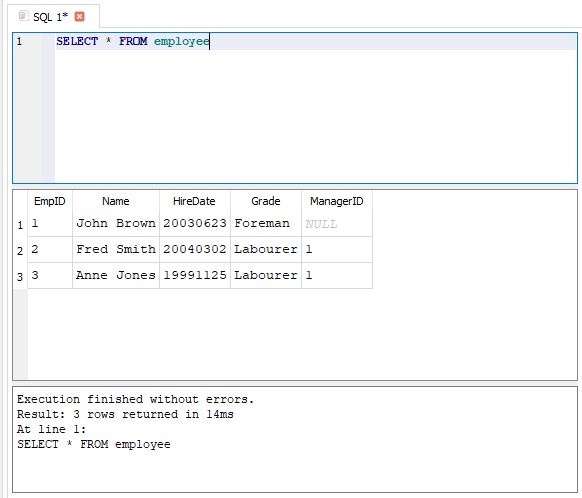 SQL 1*
1 SELECT * FROM employee
EmpID Name HireDate Grade ManagerID
1 1 John Brown 20030623 Foreman NULL
2 2 Fred Smith 20040302 Labourer 1
3 3 Anne Jones 19991125 Labourer 1
Execution finished without errors.
Result: 3 rows returned in 14ms
At line 1:
SELECT * FROM employee